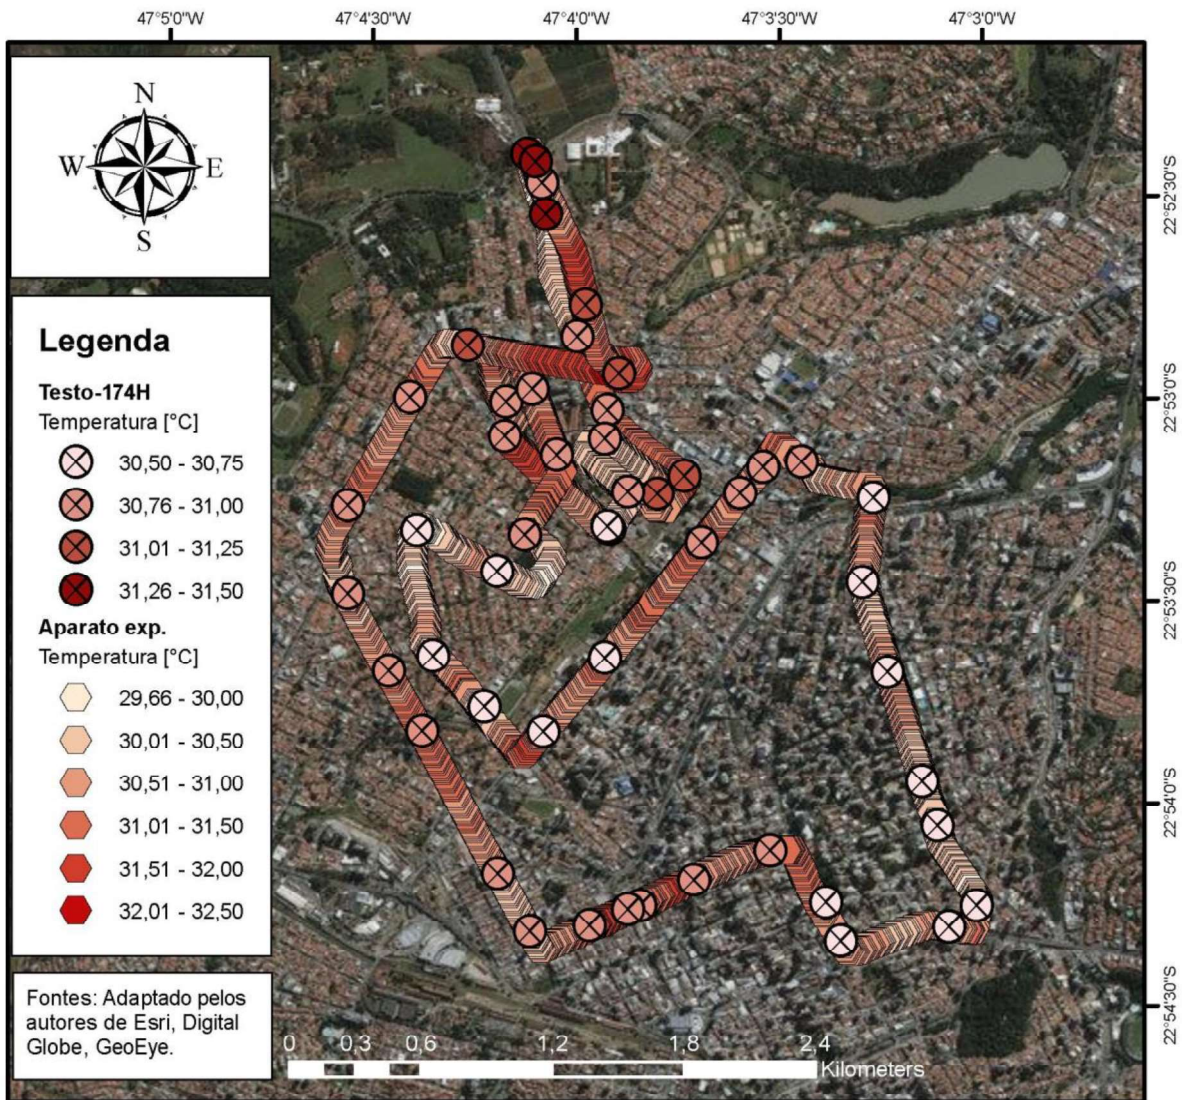 47°5'0"W 47°4'30"W 47°4'0"W 47°3'30"W 47°3'0"W
N
W E
S
22°52'30"S
22°53'0"S
22°53'30"S
22°54'0"S
22°54'30"S
Legenda
Testo-174H
Temperatura [°C]
30,50 - 30,75
30,76 - 31,00
31,01 - 31,25
31,26 - 31,50
Aparato exp.
Temperatura [°C]
29,66 - 30,00
30,01 - 30,50
30,51 - 31,00
31,01 - 31,50
31,51 - 32,00
32,01 - 32,50
Fontes: Adaptado pelos
autores de Esri, Digital
Globe, GeoEye.
0 0,3 0,6 1,2 1,8 2,4
Kilometers